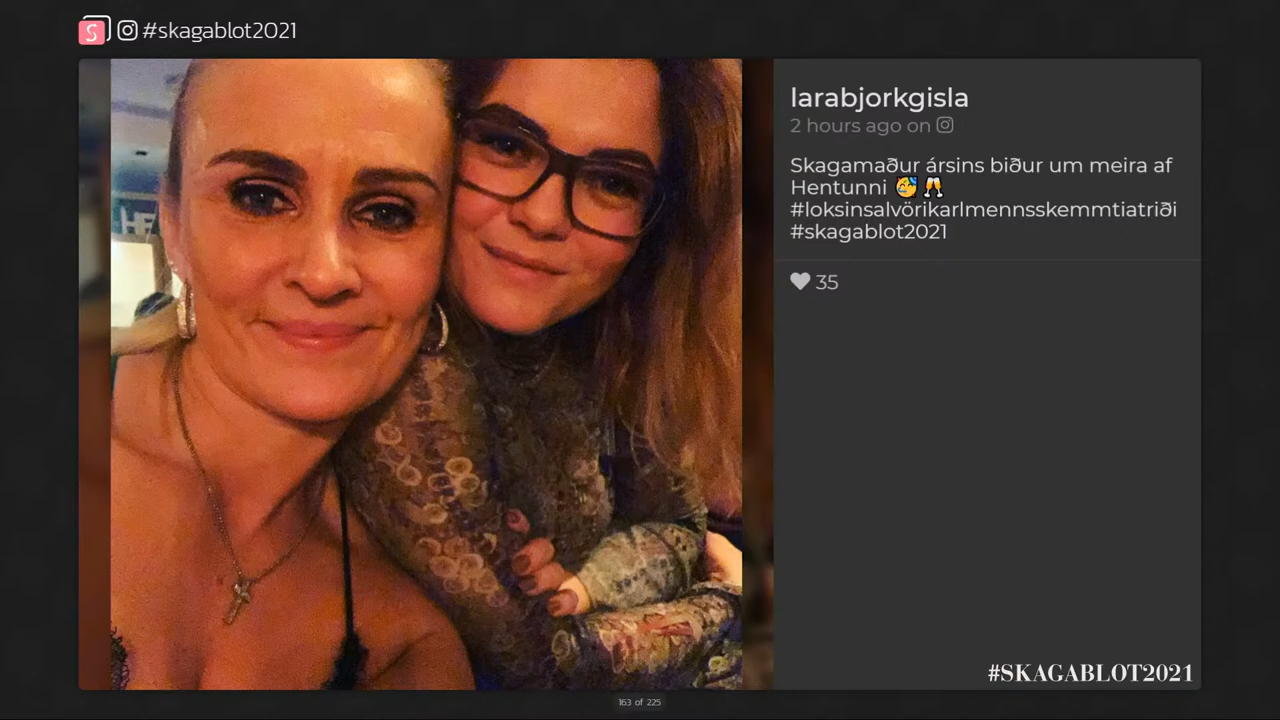 #skagablot2021
larabjorkgisla
2 hours ago on
Skagamaður ársins biður um meira af
Hentunni 🥳🥂
#loksinsalvörikarlmennsskemmtiatriði
#skagablot2021
35
#SKAGABLOT2021
163 of 225